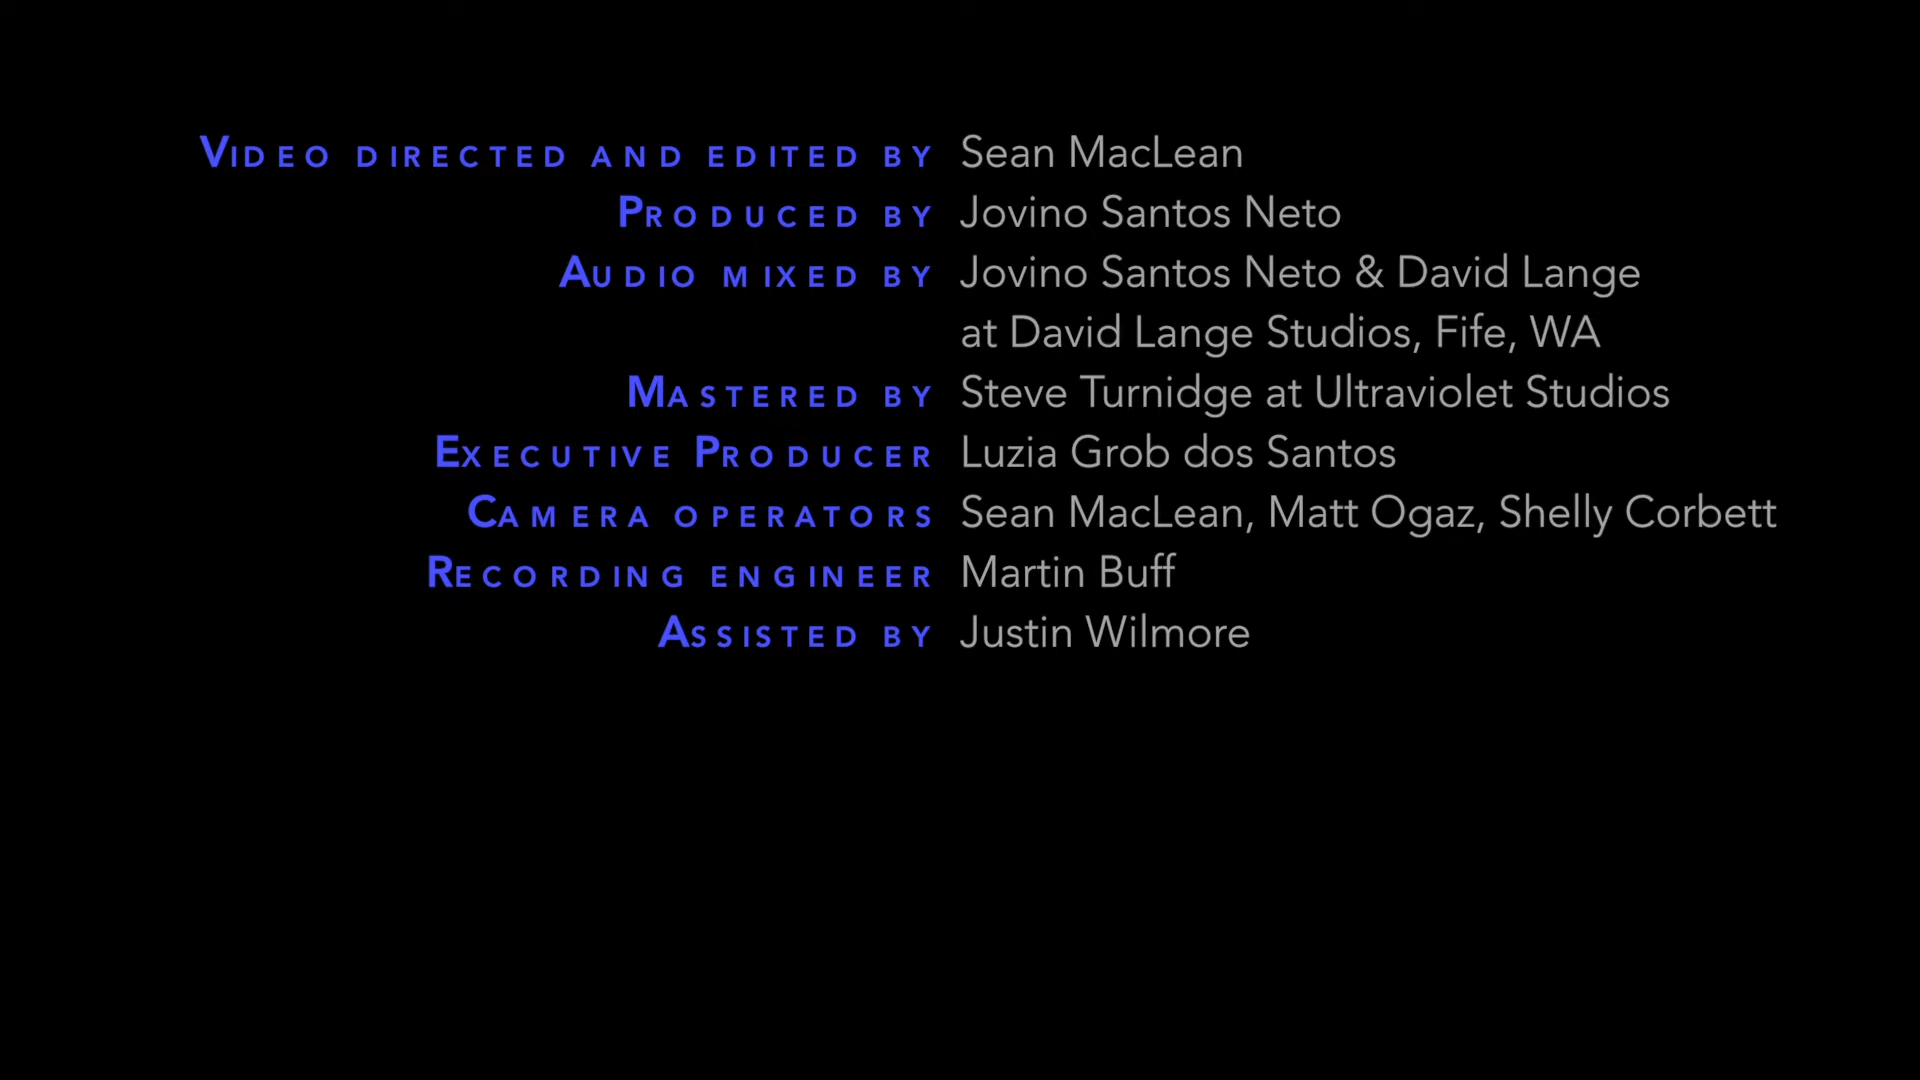 Video directed and edited by Sean MacLean
Produced by Jovino Santos Neto
Audio mixed by Jovino Santos Neto & David Lange
at David Lange Studios, Fife, WA
Mastered by Steve Turnidge at Ultraviolet Studios
Executive Producer Luzia Grob dos Santos
Camera operators Sean MacLean, Matt Ogaz, Shelly Corbett
Recording engineer Martin Buff
Assisted by Justin Wilmore